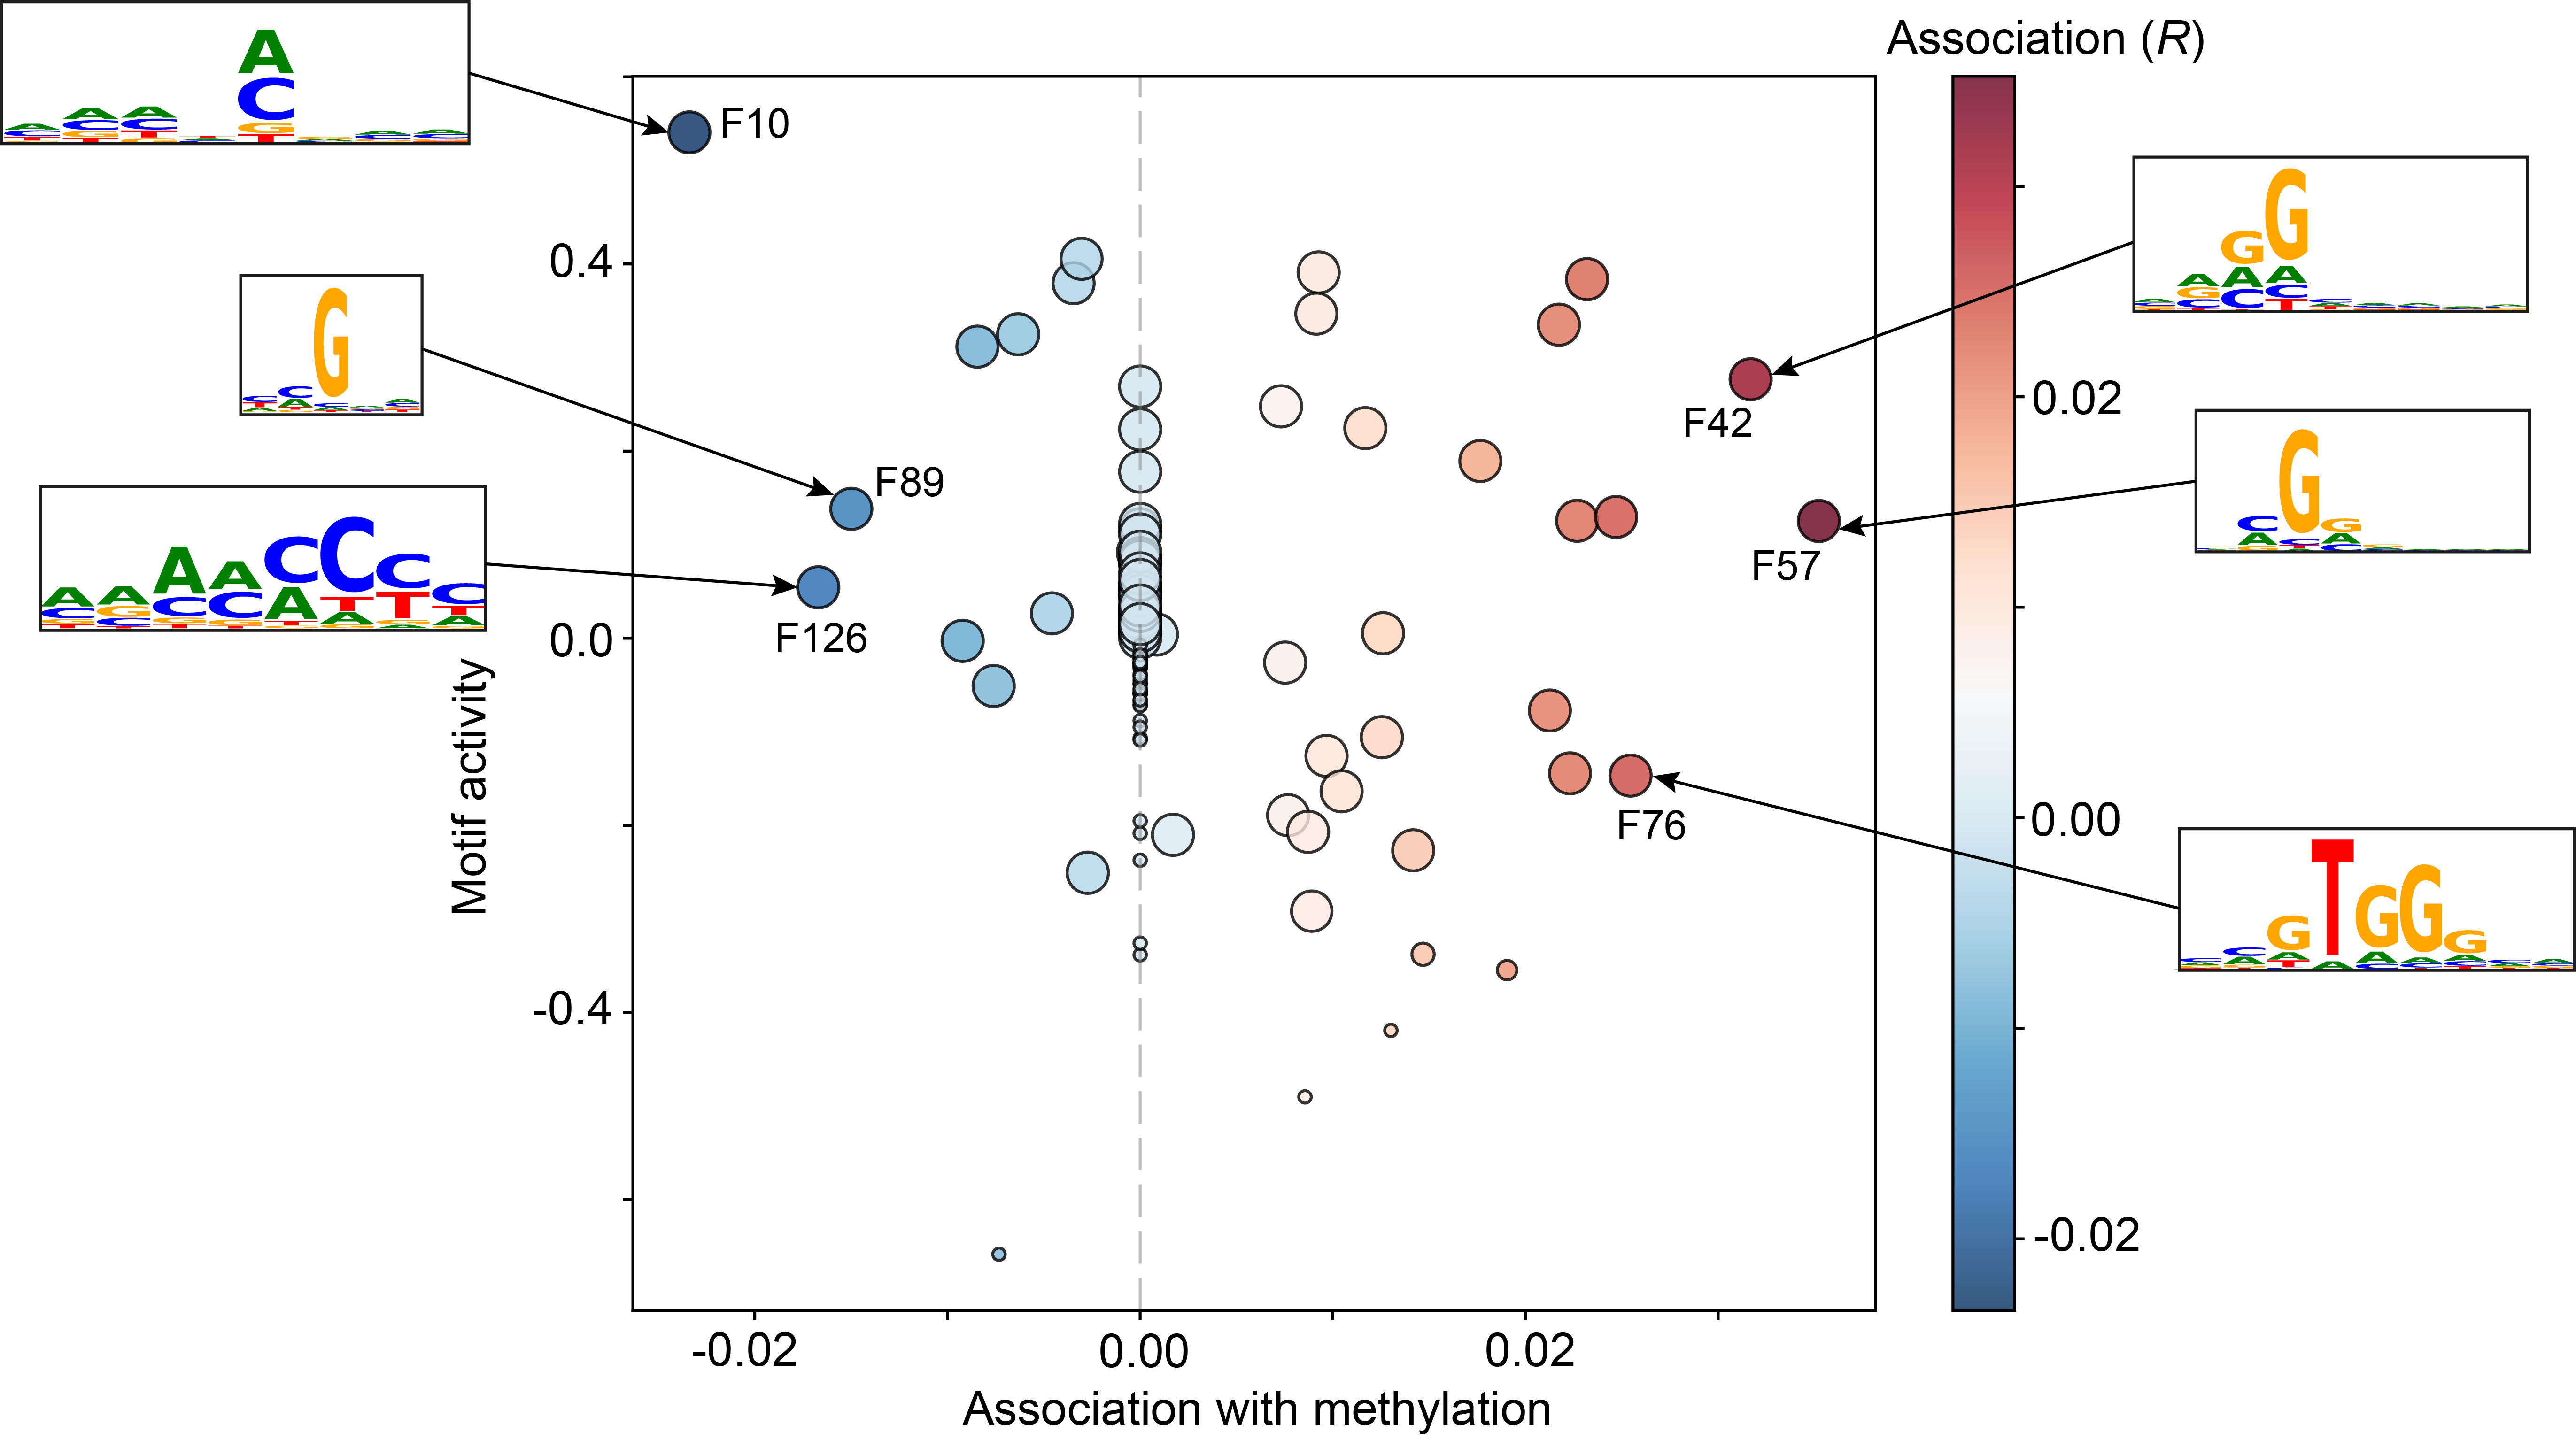 Association (R)
F10
0.4
F89
F42
0.02
F57
F126
0.0
Motif activity
F76
0.00
-0.4
-0.02
-0.02
0.00
0.02
Association with methylation